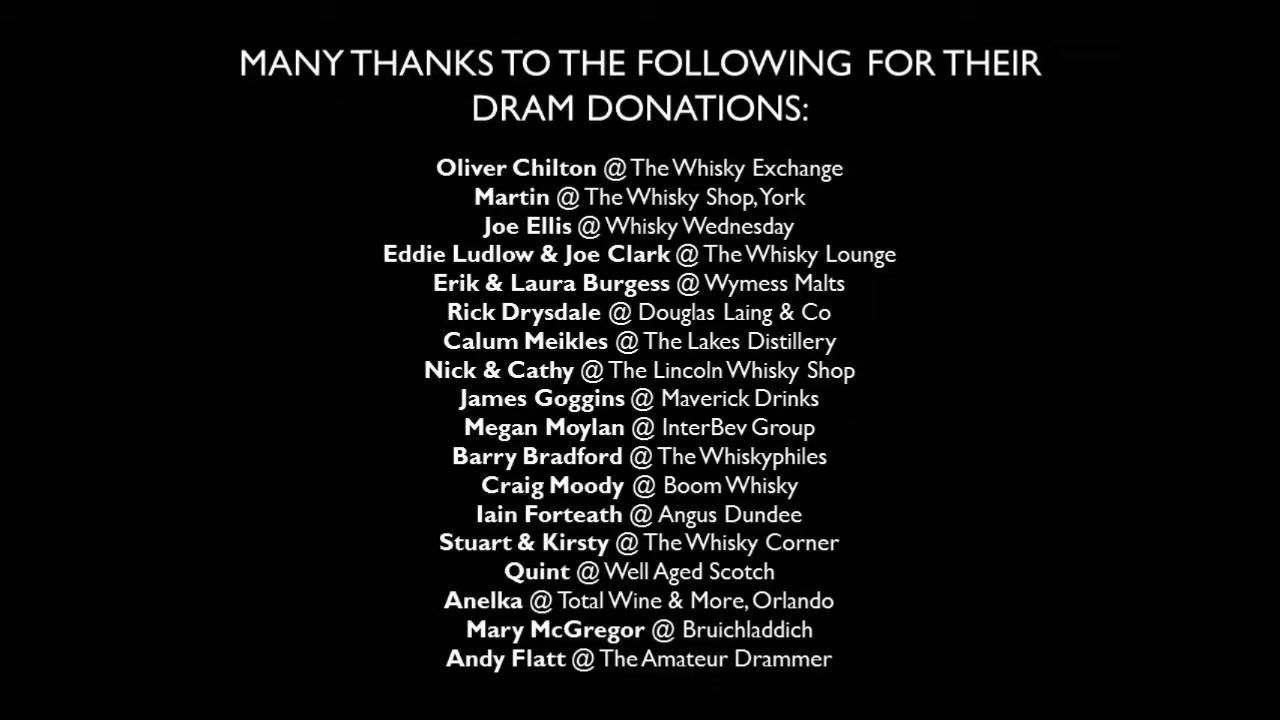 MANY THANKS TO THE FOLLOWING FOR THEIR
DRAM DONATIONS:
Oliver Chilton @ The Whisky Exchange
Martin @ The Whisky Shop, York
Joe Ellis @ Whisky Wednesday
Eddie Ludlow & Joe Clark @ The Whisky Lounge
Erik & Laura Burgess @ Wymess Malts
Rick Drysdale @ Douglas Laing & Co
Calum Meikles @ The Lakes Distillery
Nick & Cathy @ The Lincoln Whisky Shop
James Goggins @ Maverick Drinks
Megan Moylan @ InterBev Group
Barry Bradford @ The Whiskyphiles
Craig Moody @ Boom Whisky
Iain Forteath @ Angus Dundee
Stuart & Kirsty @ The Whisky Corner
Quint @ Well Aged Scotch
Anelka @ Total Wine & More, Orlando
Mary McGregor @ Bruichladdich
Andy Flatt @ The Amateur Drammer